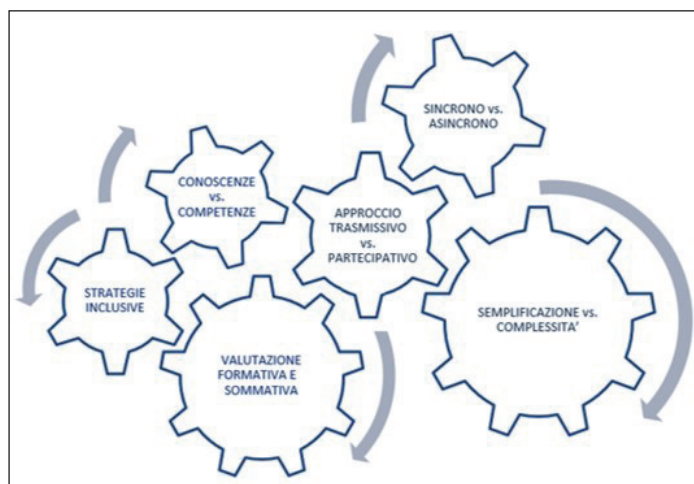 SINCRONO vs.
ASINCRONO
CONOSCENZE
vs.
COMPETENZE
APPROCCIO
TRASMISSIVO
vs.
PARTECIPATIVO
STRATEGIE
INCLUSIVE
SEMPLIFICAZIONE vs.
COMPLESSITA'
VALUTAZIONE
FORMATIVA E
SOMMATIVA